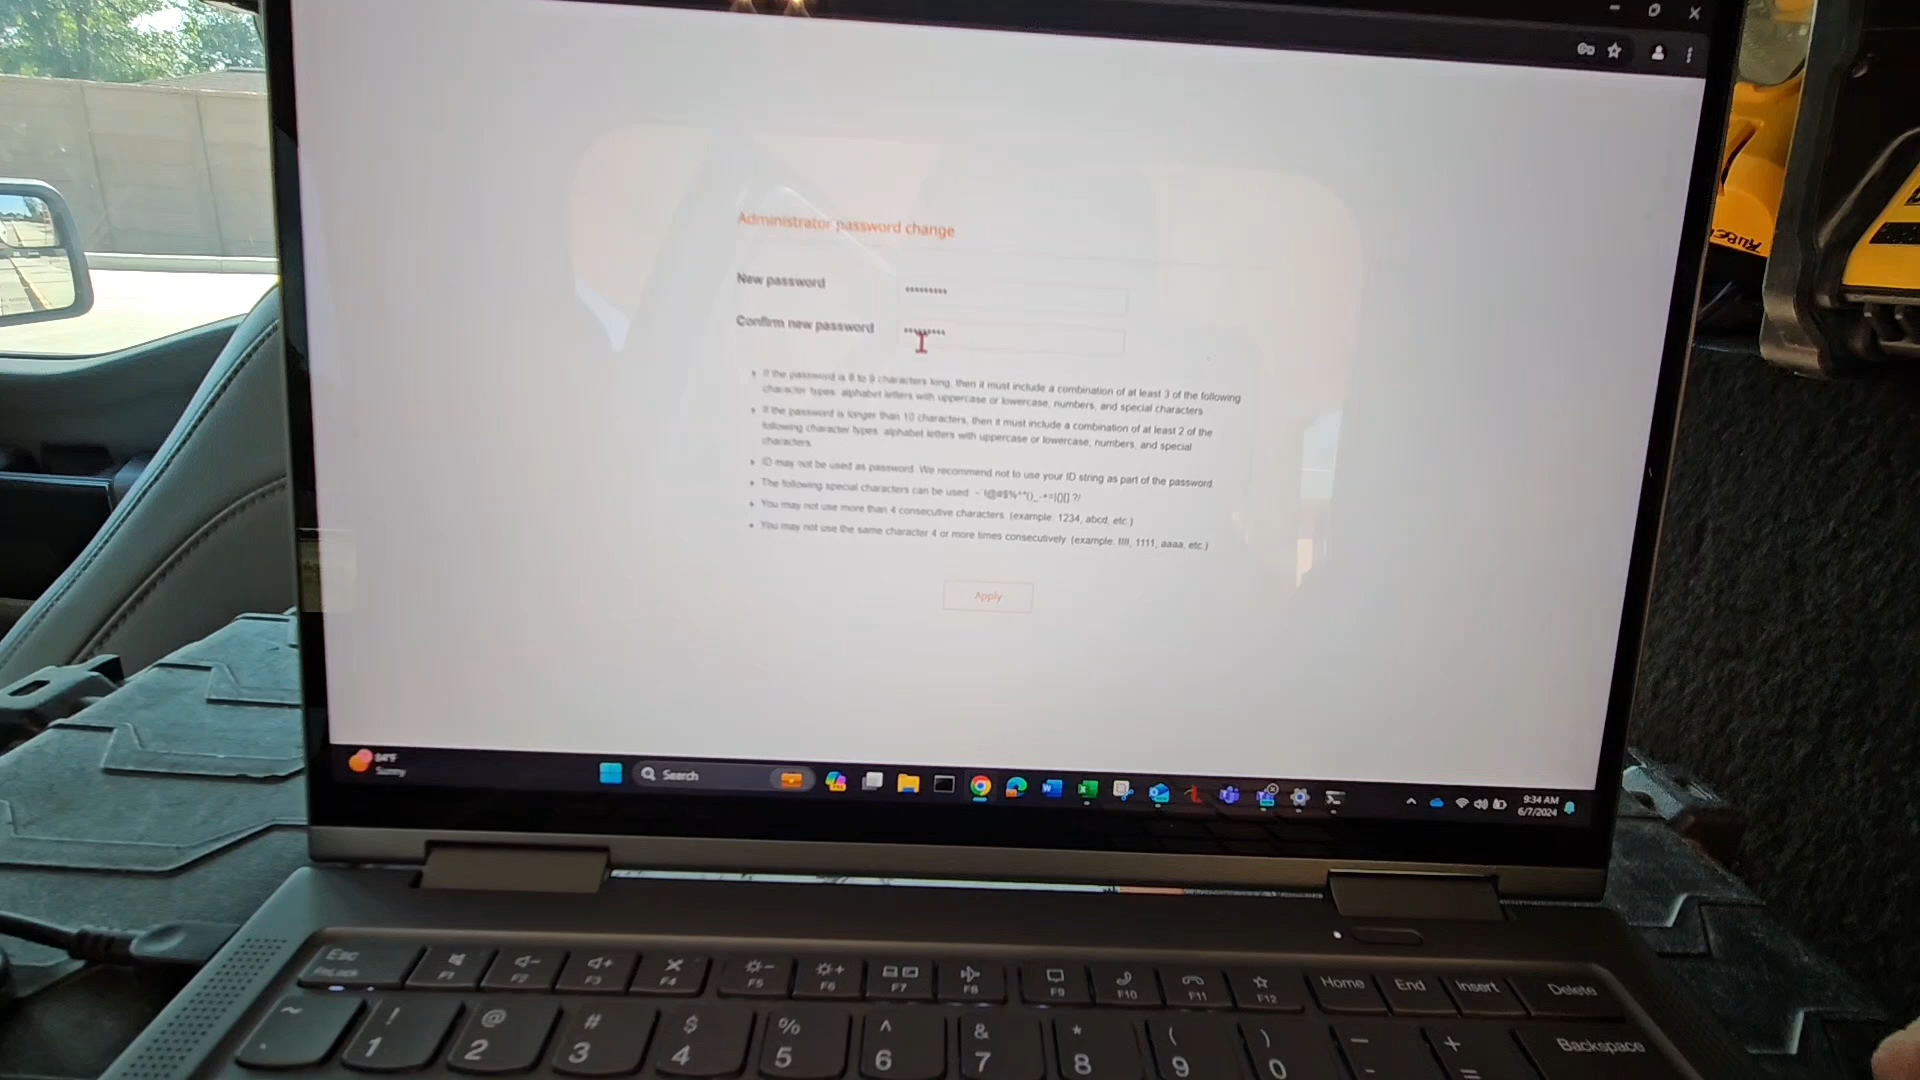 Administrator password change
New password
•••••••••
Confirm new password
•••••••••
• If the password is 8 to 9 characters long, then it must include a combination of at least 3 of the following
character types: alphabet letters with uppercase or lowercase, numbers, and special characters
• If the password is longer than 10 characters, then it must include a combination of at least 2 of the
following character types: alphabet letters with uppercase or lowercase, numbers, and special
characters.
• ID may not be used as password. We recommend not to use your ID string as part of the password.
• The following special characters can be used
• You may not use more than 4 consecutive characters. (example: 1234, abcd, etc.)
• You may not use the same character 4 or more times consecutively. (example: !!!!, 1111, aaaa, etc.)
Apply
84°F
Sunny
Search
9:34 AM
6/7/2024
Esc
FnLock
F1
F2
F3
F4
F5
F6
F7
F8
F9
F10
F11
F12
Home
End
Insert
Delete
~
! 1
@ 2
# 3
$ 4
% 5
^ 6
& 7
* 8
( 9
) 0
+ =
Backspace